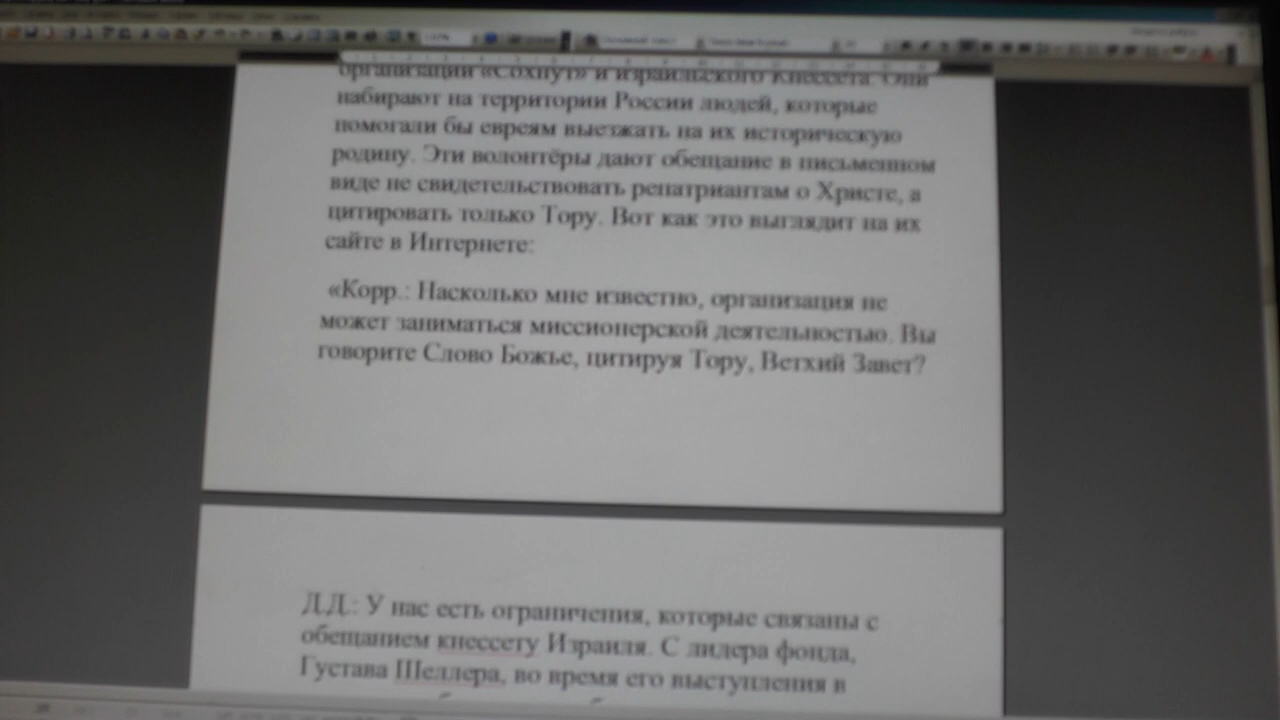 организации «Сохнут» и израильского Кнессета. Они
набирают на территории России людей, которые
помогали бы евреям выезжать на их историческую
родину. Эти волонтёры дают обещание в письменном
виде не свидетельствовать репатриантам о Христе, а
цитировать только Тору. Вот как это выглядит на их
сайте в Интернете:
«Корр.: Насколько мне известно, организация не
может заниматься миссионерской деятельностью. Вы
говорите Слово Божье, цитируя Тору, Ветхий Завет?
Д.Д.: У нас есть ограничения, которые связаны с
обещанием кнессету Израиля. С лидера фонда,
Густава Шеллера, во время его выступления в